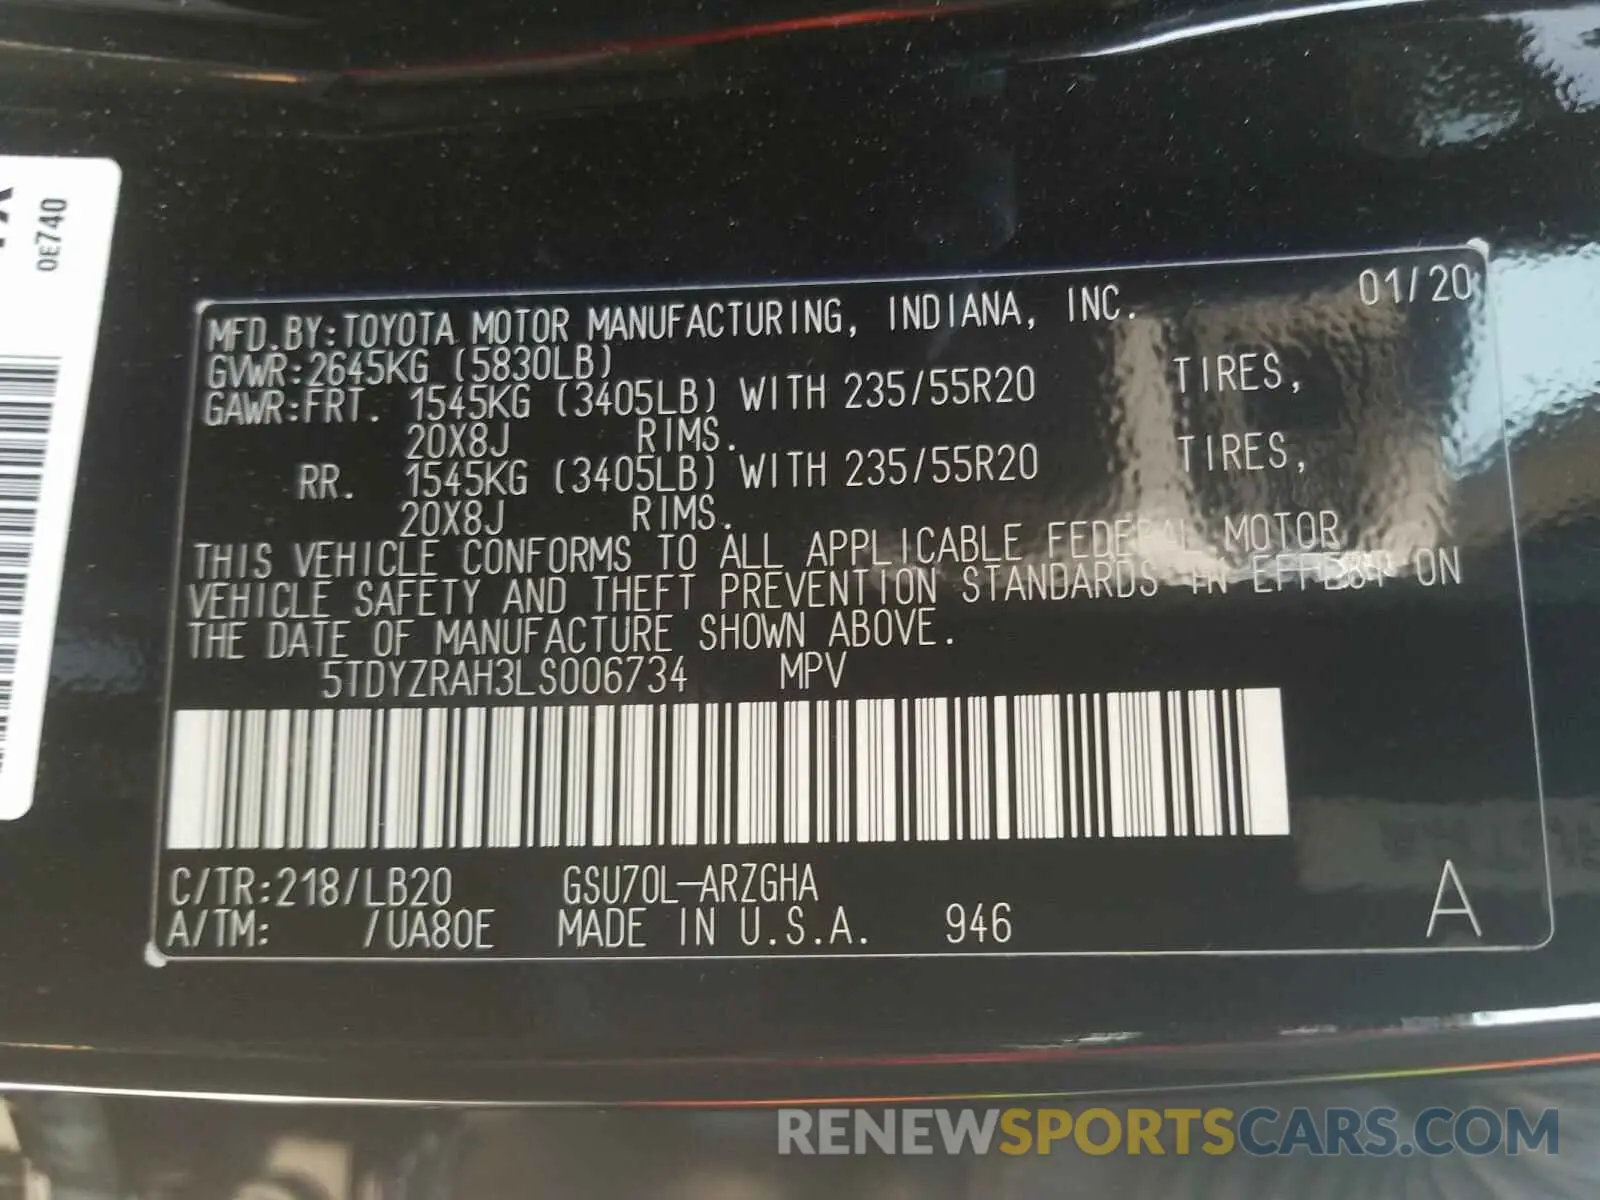 0E740
01/20
MFD.BY:TOYOTA MOTOR MANUFACTURING, INDIANA, INC.
GVWR:2645KG (5830LB)
GAWR:FRT. 1545KG (3405LB) WITH 235/55R20 TIRES,
20X8J RIMS.
RR. 1545KG (3405LB) WITH 235/55R20 TIRES,
20X8J RIMS.
THIS VEHICLE CONFORMS TO ALL APPLICABLE FEDERAL MOTOR
VEHICLE SAFETY AND THEFT PREVENTION STANDARDS IN EFFECT ON
THE DATE OF MANUFACTURE SHOWN ABOVE.
5TDYZRAH3LS006734 MPV
C/TR:218/LB20 GSU70L-ARZGHA
A/TM: /UA80E MADE IN U.S.A. 946 A
RENEWSPORTSCARS.COM